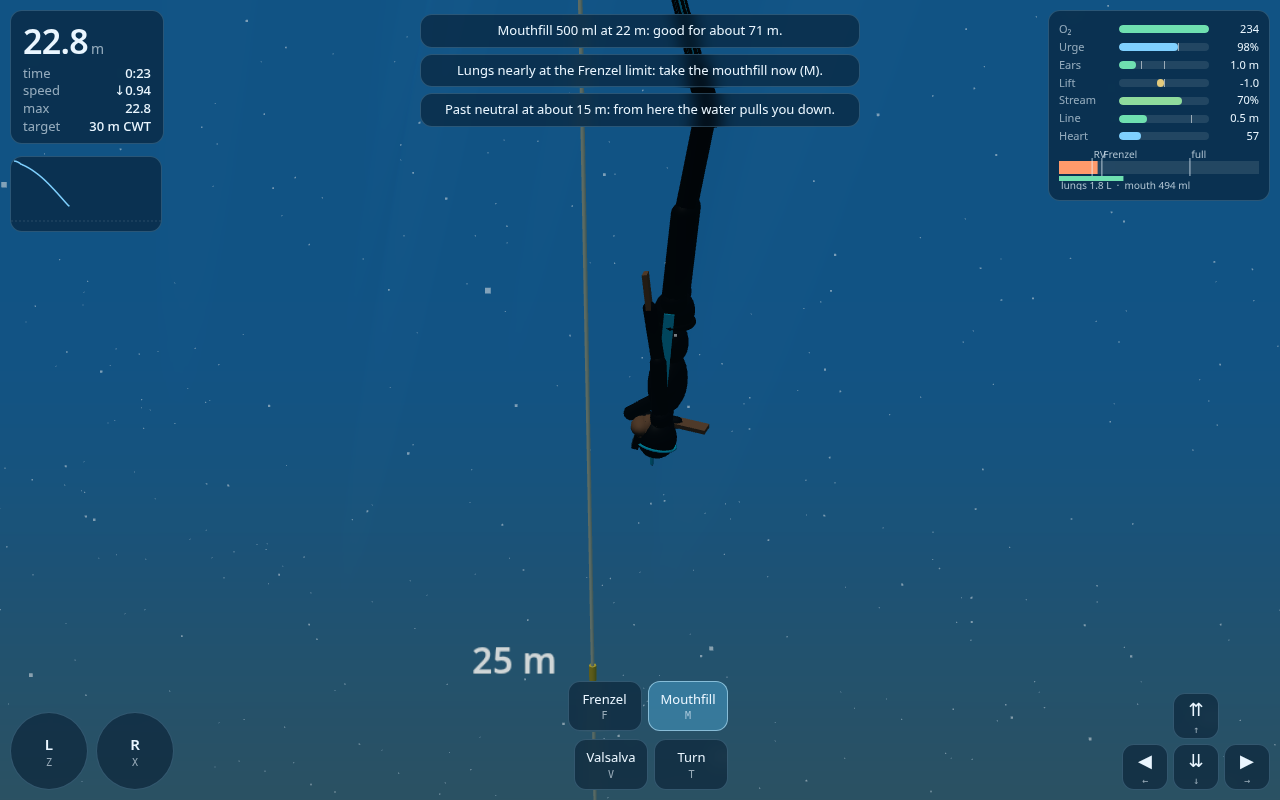 22.8 m
time 0:23
speed ↓0.94
max 22.8
target 30 m CWT
Mouthfill 500 ml at 22 m: good for about 71 m.
Lungs nearly at the Frenzel limit: take the mouthfill now (M).
Past neutral at about 15 m: from here the water pulls you down.
O₂ 234
Urge 98%
Ears 1.0 m
Lift -1.0
Stream 70%
Line 0.5 m
Heart 57
RV Frenzel full
lungs 1.8 L · mouth 494 ml
25 m
Frenzel
F
Mouthfill
M
Valsalva
V
Turn
T
L
Z
R
X
⇈
↑
◀
←
⇊
↓
▶
→